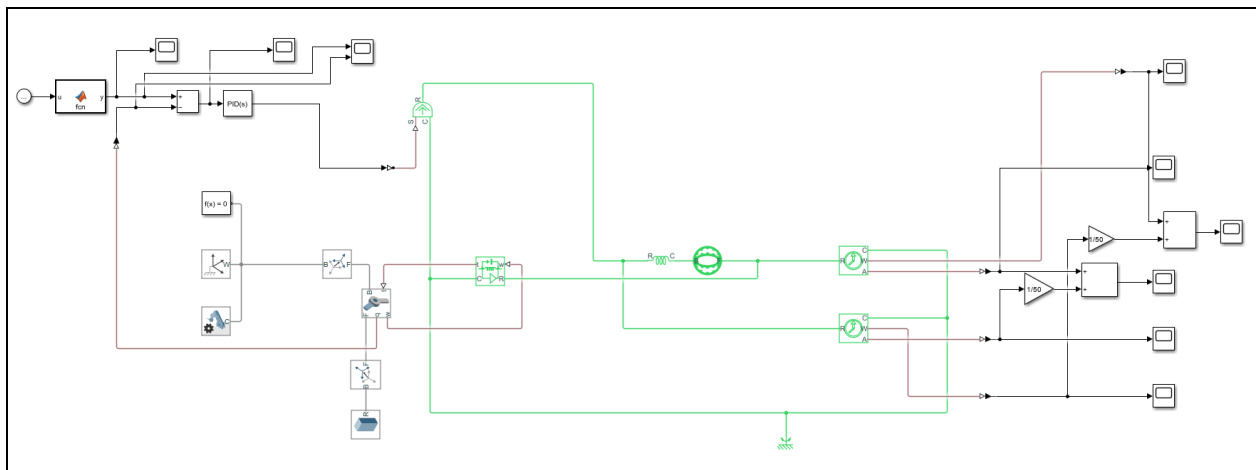 ...
u
y
fcn
+
−
PID(s)
R
S
C
f(x) = 0
W
B
F
C
t
w
C
R
B
t
F
q
w
F
B
R
R
C
R
C
W
A
R
C
W
A
1/50
+
+
1/50
+
+